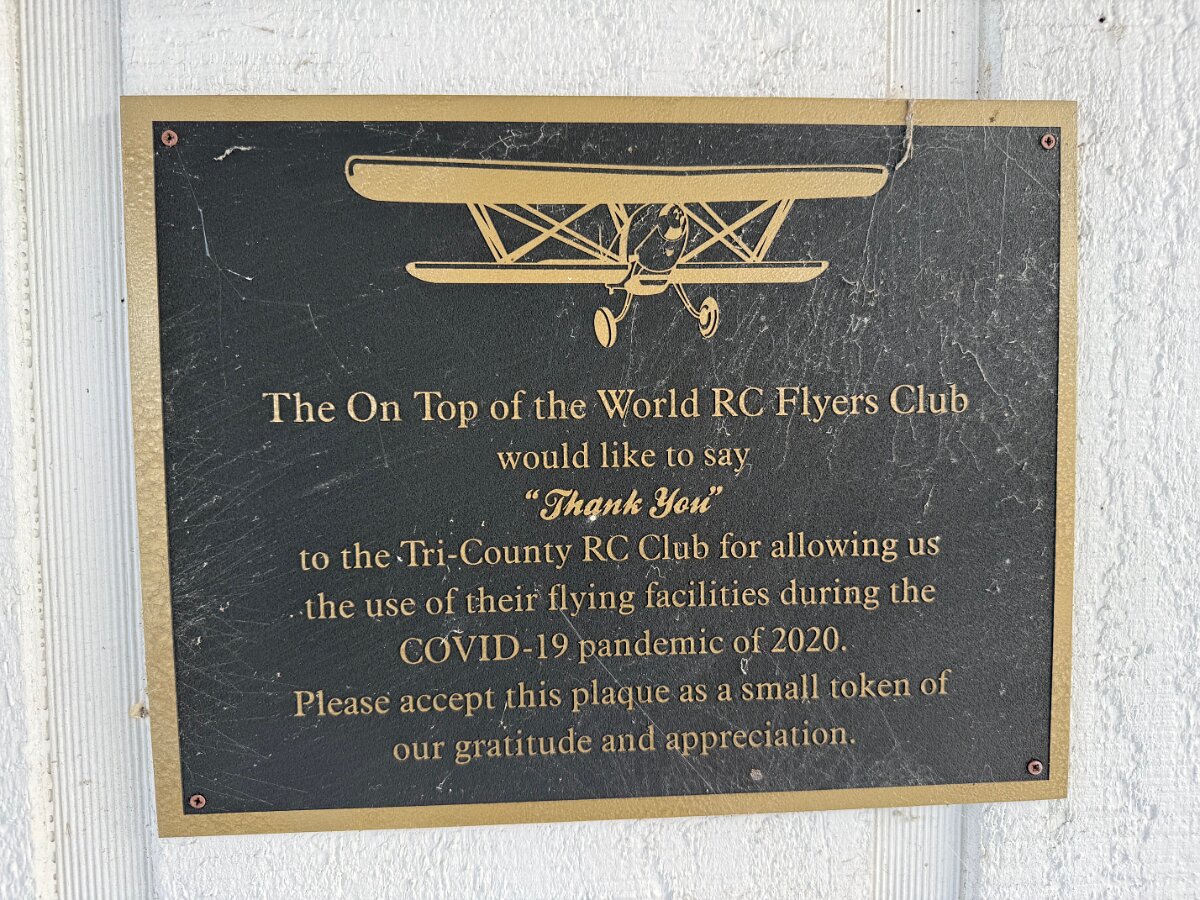 The On Top of the World RC Flyers Club
would like to say
“Thank You”
to the Tri-County RC Club for allowing us
the use of their flying facilities during the
COVID-19 pandemic of 2020.
Please accept this plaque as a small token of
our gratitude and appreciation.